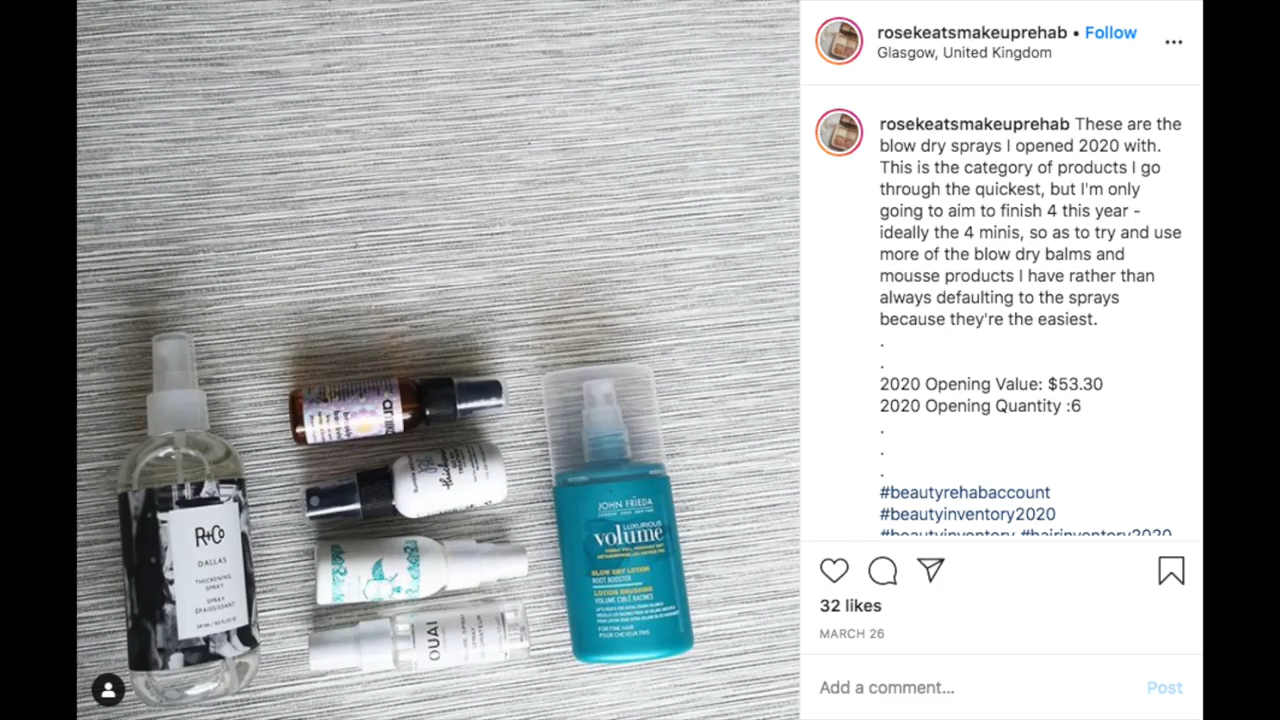 rosekeatsmakeuprehab • Follow
Glasgow, United Kingdom
rosekeatsmakeuprehab These are the
blow dry sprays I opened 2020 with.
This is the category of products I go
through the quickest, but I'm only
going to aim to finish 4 this year -
ideally the 4 minis, so as to try and use
more of the blow dry balms and
mousse products I have rather than
always defaulting to the sprays
because they're the easiest.
.
.
2020 Opening Value: $53.30
2020 Opening Quantity :6
.
.
.
#beautyrehabaccount
#beautyinventory2020
#beautyinventory #hairinventory2020
32 likes
MARCH 26
Add a comment...
Post
R+Co
DALLAS
THICKENING
SPRAY
SPRAY
ÉPAISSISSANT
OUAI
JOHN FRIEDA
LUXURIOUS
volume
BLOW DRY LOTION
ROOT BOOSTER
LOTION BRUSHING
VOLUME CIBLÉ RACINES
FOR FINE HAIR
POUR CHEVEUX FINS